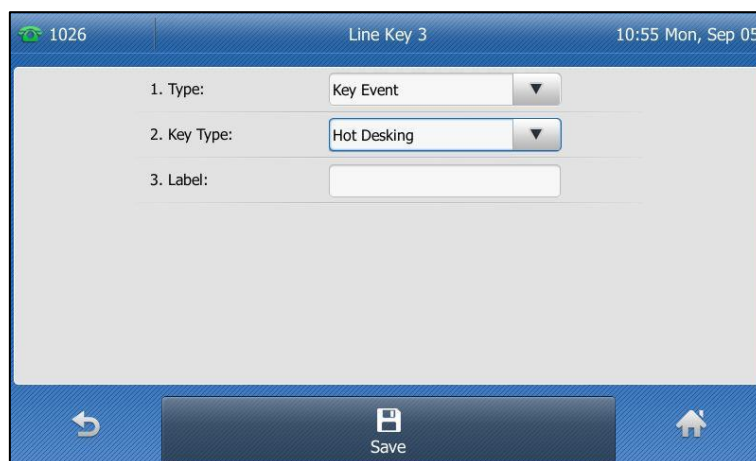 1026 Line Key 3 10:55 Mon, Sep 05
1. Type: Key Event
2. Key Type: Hot Desking
3. Label:
Save